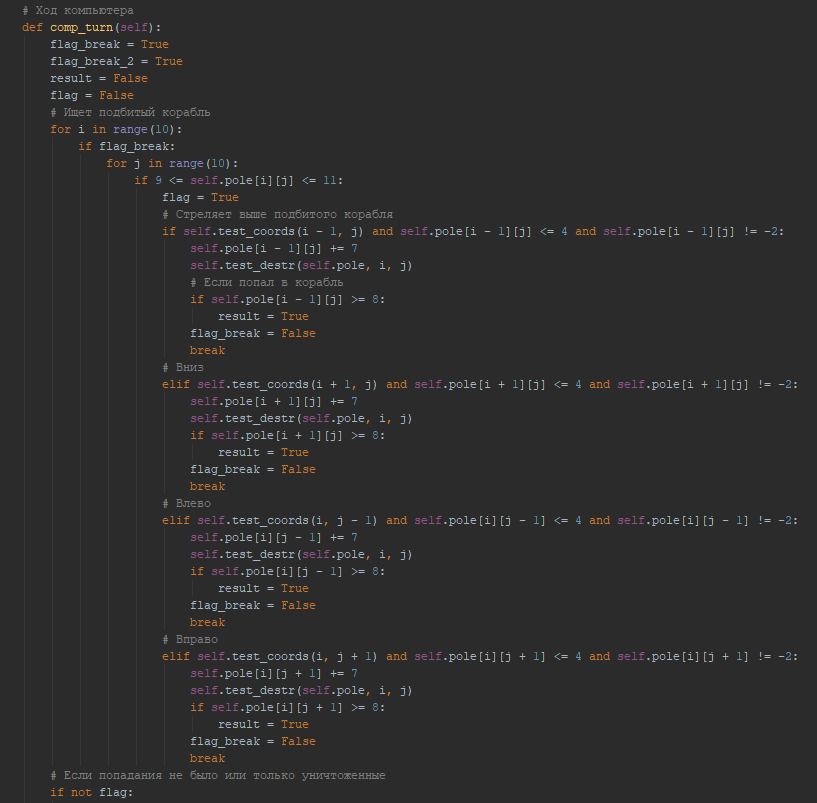 # Ход компьютера
def comp_turn(self):
    flag_break = True
    flag_break_2 = True
    result = False
    flag = False
    # Ищет подбитый корабль
    for i in range(10):
        if flag_break:
            for j in range(10):
                if 9 <= self.pole[i][j] <= 11:
                    flag = True
                    # Стреляет выше подбитого корабля
                    if self.test_coords(i - 1, j) and self.pole[i - 1][j] <= 4 and self.pole[i - 1][j] != -2:
                        self.pole[i - 1][j] += 7
                        self.test_destr(self.pole, i, j)
                        # Если попал в корабль
                        if self.pole[i - 1][j] >= 8:
                            result = True
                        flag_break = False
                        break
                    # Вниз
                    elif self.test_coords(i + 1, j) and self.pole[i + 1][j] <= 4 and self.pole[i + 1][j] != -2:
                        self.pole[i + 1][j] += 7
                        self.test_destr(self.pole, i, j)
                        if self.pole[i + 1][j] >= 8:
                            result = True
                        flag_break = False
                        break
                    # Влево
                    elif self.test_coords(i, j - 1) and self.pole[i][j - 1] <= 4 and self.pole[i][j - 1] != -2:
                        self.pole[i][j - 1] += 7
                        self.test_destr(self.pole, i, j)
                        if self.pole[i][j - 1] >= 8:
                            result = True
                        flag_break = False
                        break
                    # Вправо
                    elif self.test_coords(i, j + 1) and self.pole[i][j + 1] <= 4 and self.pole[i][j + 1] != -2:
                        self.pole[i][j + 1] += 7
                        self.test_destr(self.pole, i, j)
                        if self.pole[i][j + 1] >= 8:
                            result = True
                        flag_break = False
                        break
    # Если попадания не было или только уничтоженные
    if not flag: